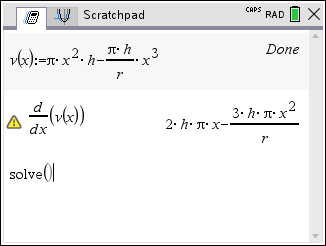 Scratchpad CAPS RAD
v(x):=π· x²· h−π· h/r· x³ Done
d/dx(v(x)) 2· h· π· x−3· h· π· x²/r
solve()